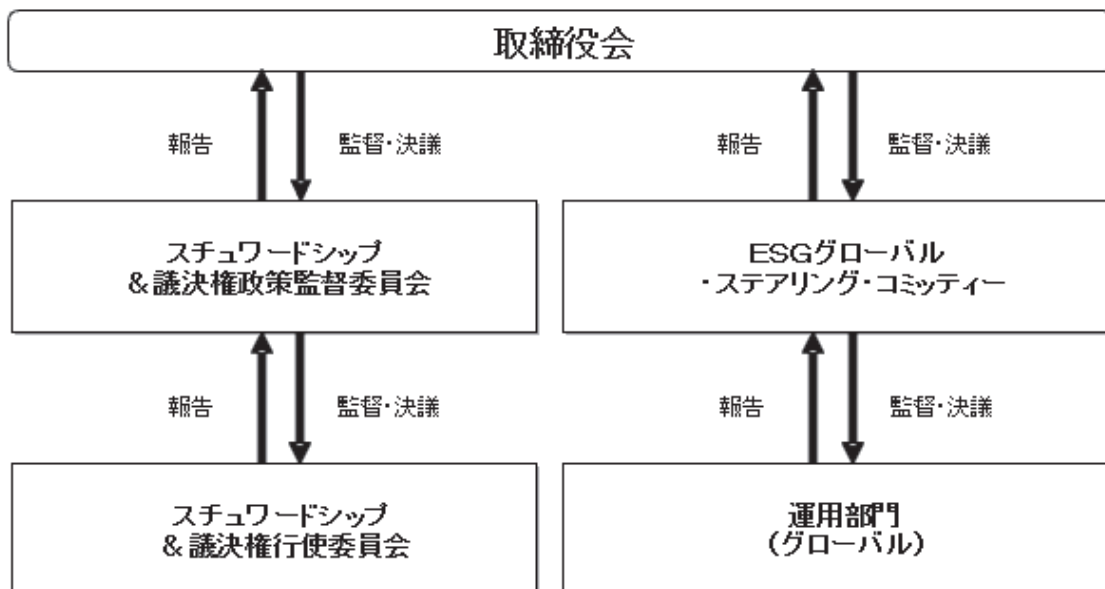 取締役会
報告
監督・決議
報告
監督・決議
スチュワードシップ
&議決権政策監督委員会
ESGグローバル
・ステアリング・コミッティー
報告
監督・決議
報告
監督・決議
スチュワードシップ
&議決権行使委員会
運用部門
(グローバル)